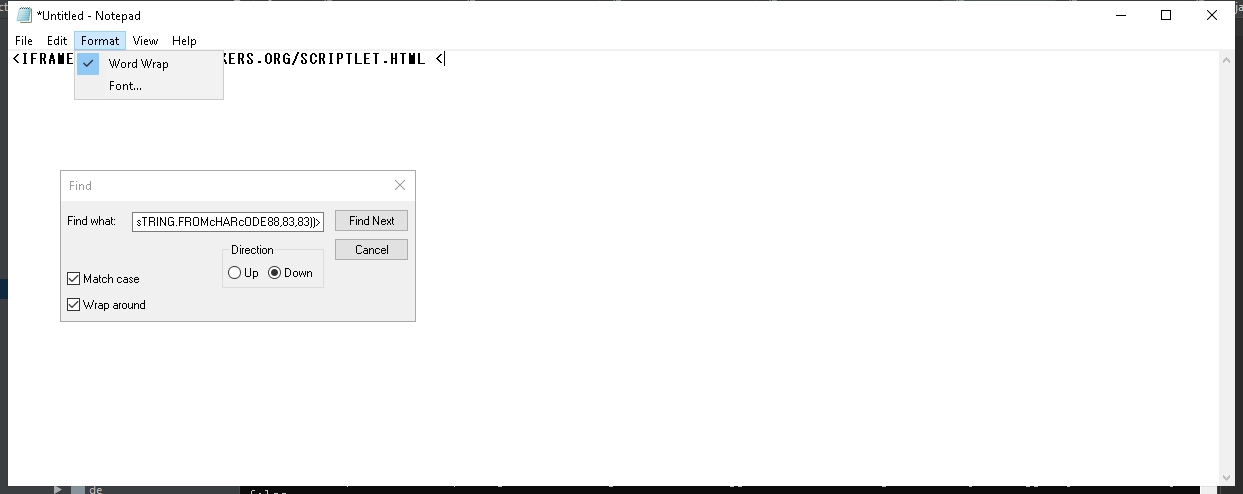 *Untitled - Notepad
File Edit Format View Help
<IFRAME KERS.ORG/SCRIPTLET.HTML <
Word Wrap
Font...
Find
Find what: sTRING.FROMcHARcODE88,83,83))> Find Next
Direction Cancel
Up Down
Match case
Wrap around
de